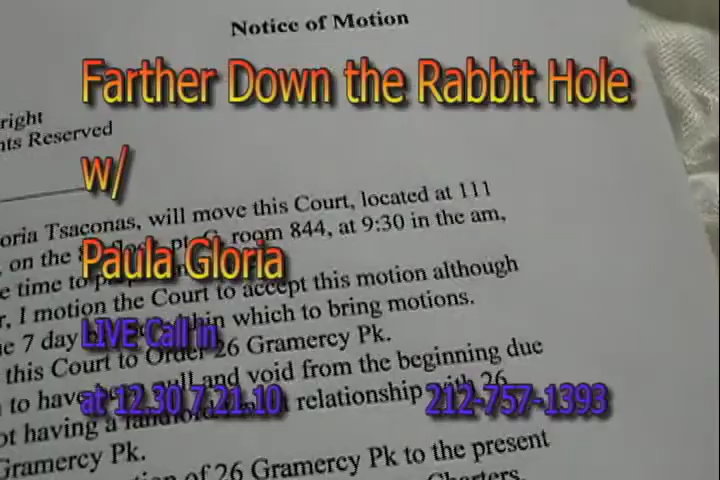 Notice of Motion
Farther Down the Rabbit Hole
right
nts Reserved
w/
oria Tsaconas, will move this Court, located at 111
on the room 844, at 9:30 in the am,
Paula Gloria
e time to
r, I motion the Court to accept this motion although
e 7 day within which to bring motions.
LIVE Call in
this Court to Order 26 Gramercy Pk.
to have null and void from the beginning due
at 12.30 7.21.10 212-757-1393
ot having a landlord relationship with 26
Gramercy Pk.
of 26 Gramercy Pk to the present
Charters.